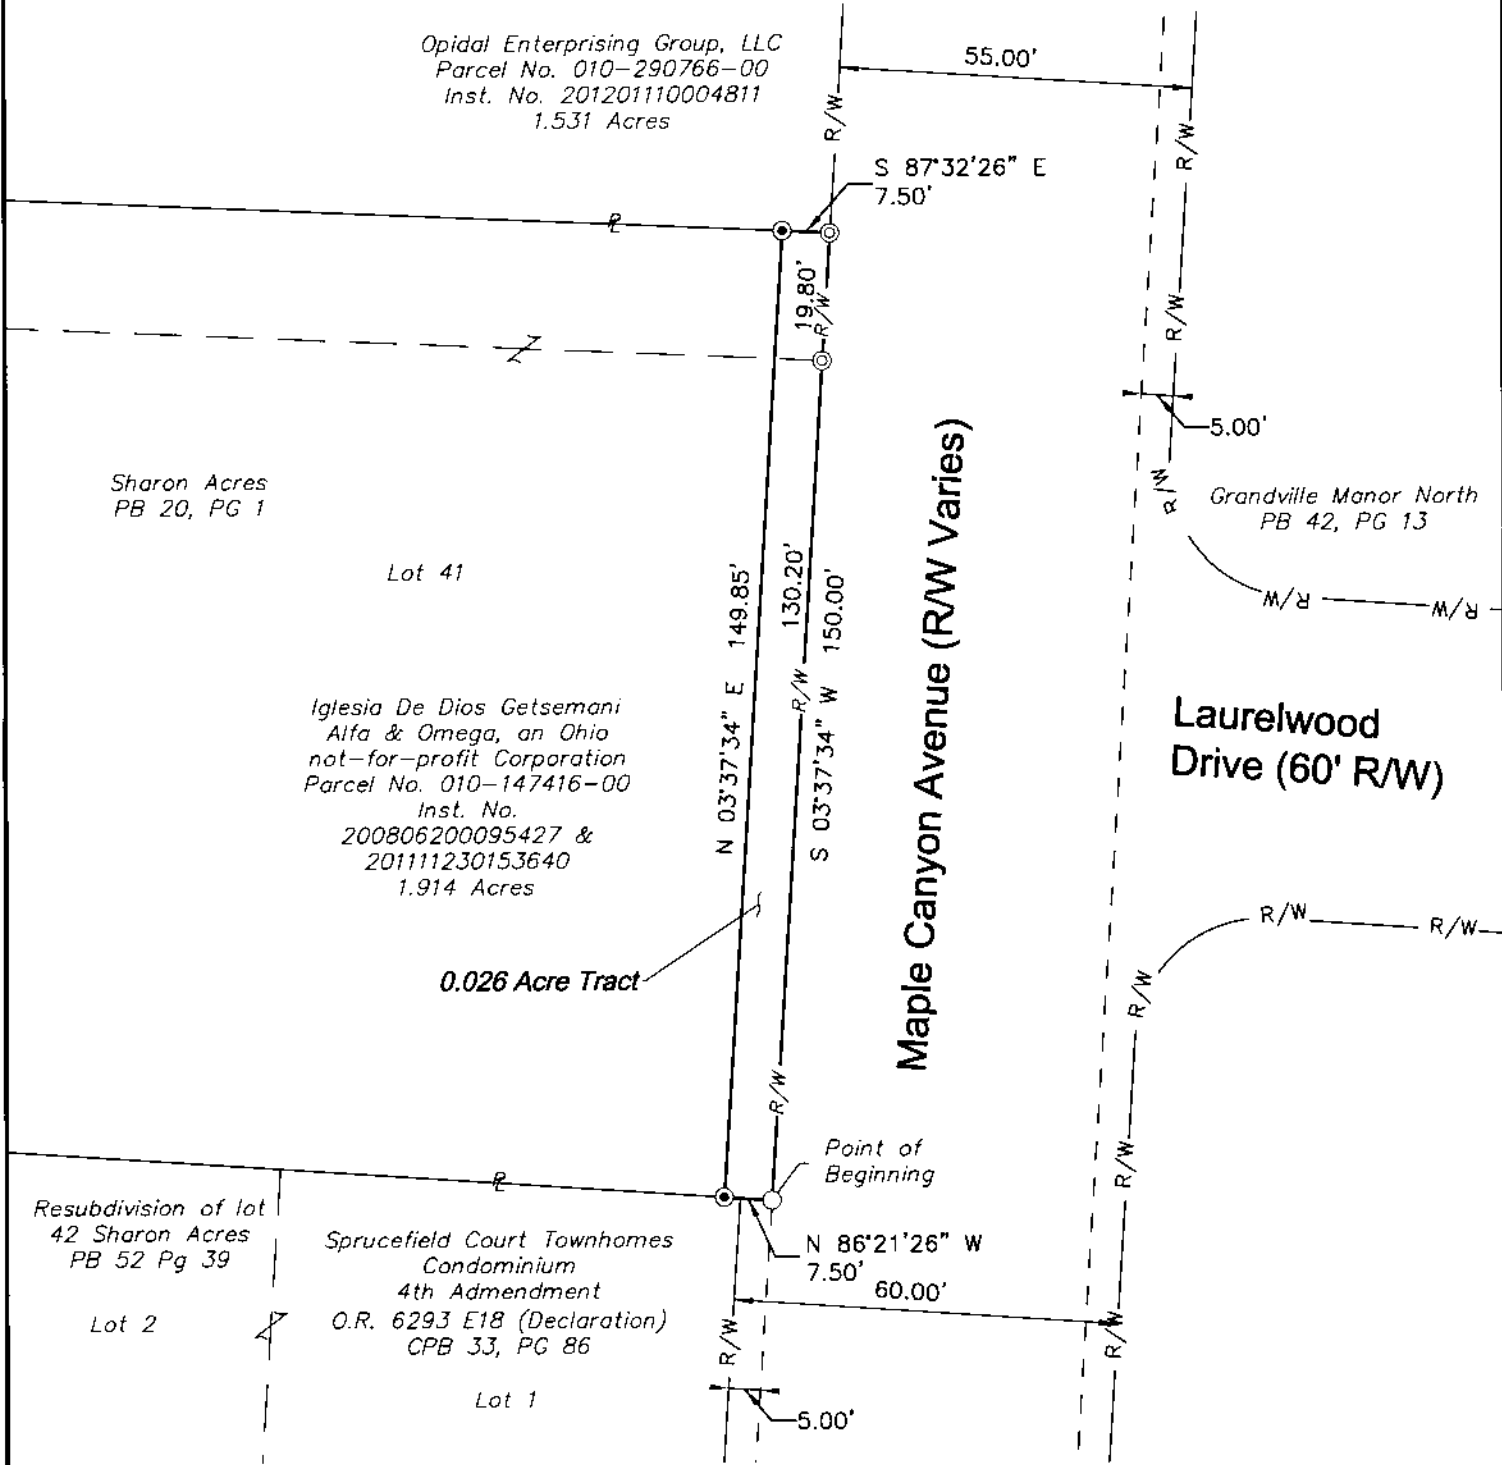 Opidal Enterprising Group, LLC
Parcel No. 010-290766-00
Inst. No. 201201110004811
1.531 Acres
55.00'
R/W
R/W
S 87°32'26" E
7.50'
P
19.80'
R/W
R/W
5.00'
R/W
Sharon Acres
PB 20, PG 1
Grandville Manor North
PB 42, PG 13
Lot 41
N 03°37'34" E 149.85'
130.20'
S 03°37'34" W 150.00'
R/W
Maple Canyon Avenue (R/W Varies)
R/W
R/W
Iglesia De Dios Getsemani
Alfa & Omega, an Ohio
not-for-profit Corporation
Parcel No. 010-147416-00
Inst. No.
200806200095427 &
201111230153640
1.914 Acres
Laurelwood
Drive (60' R/W)
R/W
R/W
0.026 Acre Tract
R/W
R/W
Point of
Beginning
R/W
P
Resubdivision of lot
42 Sharon Acres
PB 52 Pg 39
Lot 2
Sprucefield Court Townhomes
Condominium
4th Admendment
O.R. 6293 E18 (Declaration)
CPB 33, PG 86
Lot 1
N 86°21'26" W
7.50'
60.00'
R/W
R/W
5.00'